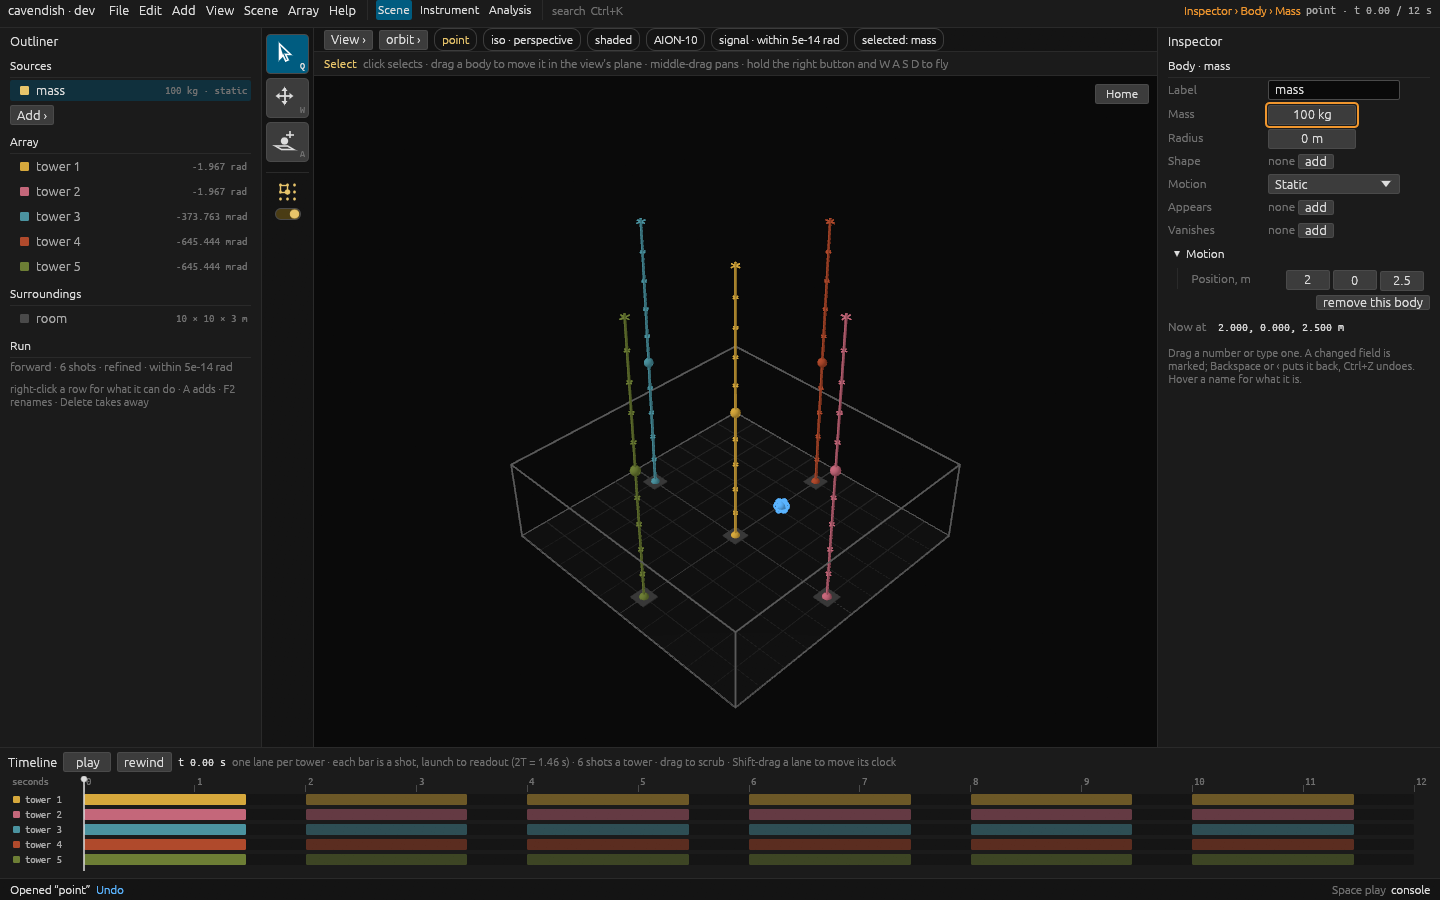 cavendish · dev File Edit Add View Scene Array Help Scene Instrument Analysis search Ctrl+K Inspector › Body › Mass point · t 0.00 / 12 s
Outliner
Sources
mass 100 kg · static
Add ›
Array
tower 1 -1.967 rad
tower 2 -1.967 rad
tower 3 -373.763 mrad
tower 4 -645.444 mrad
tower 5 -645.444 mrad
Surroundings
room 10 × 10 × 3 m
Run
forward · 6 shots · refined · within 5e-14 rad
right-click a row for what it can do · A adds · F2
renames · Delete takes away
Q
W
A
View › orbit › point iso · perspective shaded AION-10 signal · within 5e-14 rad selected: mass
Select click selects · drag a body to move it in the view's plane · middle-drag pans · hold the right button and W A S D to fly
Home
Inspector
Body · mass
Label mass
Mass 100 kg
Radius 0 m
Shape none add
Motion Static
Appears none add
Vanishes none add
▼ Motion
Position, m 2 0 2.5
remove this body
Now at 2.000, 0.000, 2.500 m
Drag a number or type one. A changed field is
marked; Backspace or ‹ puts it back, Ctrl+Z undoes.
Hover a name for what it is.
Timeline play rewind t 0.00 s one lane per tower · each bar is a shot, launch to readout (2T = 1.46 s) · 6 shots a tower · drag to scrub · Shift-drag a lane to move its clock
seconds 0 1 2 3 4 5 6 7 8 9 10 11 12
tower 1
tower 2
tower 3
tower 4
tower 5
Opened “point” Undo Space play console